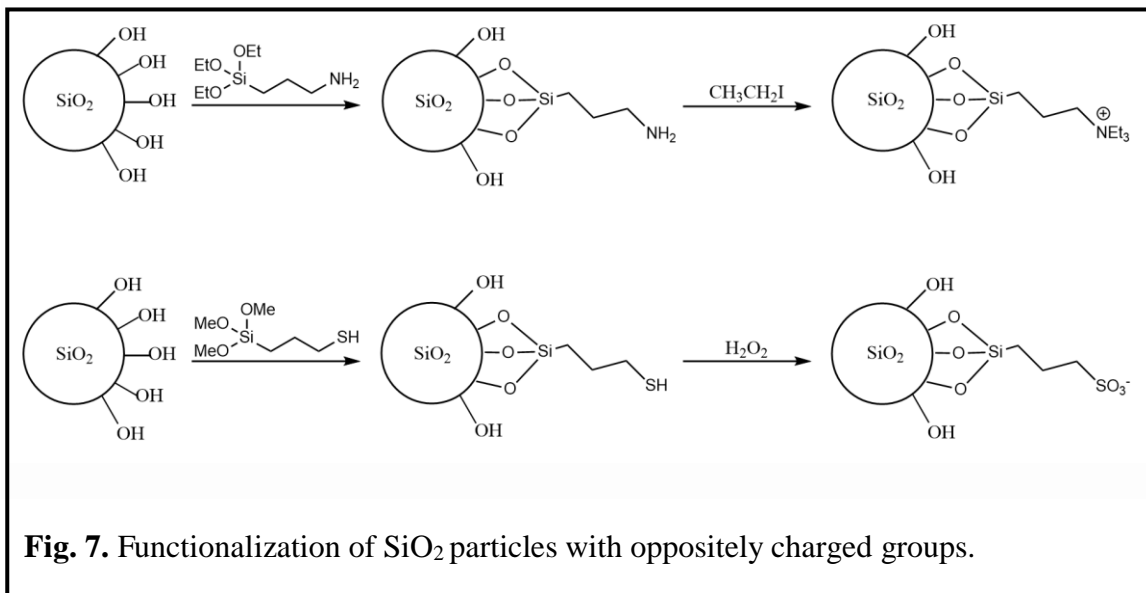 OH
OH
OH
OH
OH
SiO₂
OEt
EtO
Si
EtO
NH₂
OH
O
O
O
Si
SiO₂
NH₂
OH
CH₃CH₂I
OH
O
O
O
Si
SiO₂
⊕
NEt₃
OH
OH
OH
OH
OH
OH
SiO₂
OMe
MeO
Si
MeO
SH
OH
O
O
O
Si
SiO₂
SH
OH
H₂O₂
OH
O
O
O
Si
SiO₂
SO₃⁻
OH
Fig. 7. Functionalization of SiO₂ particles with oppositely charged groups.